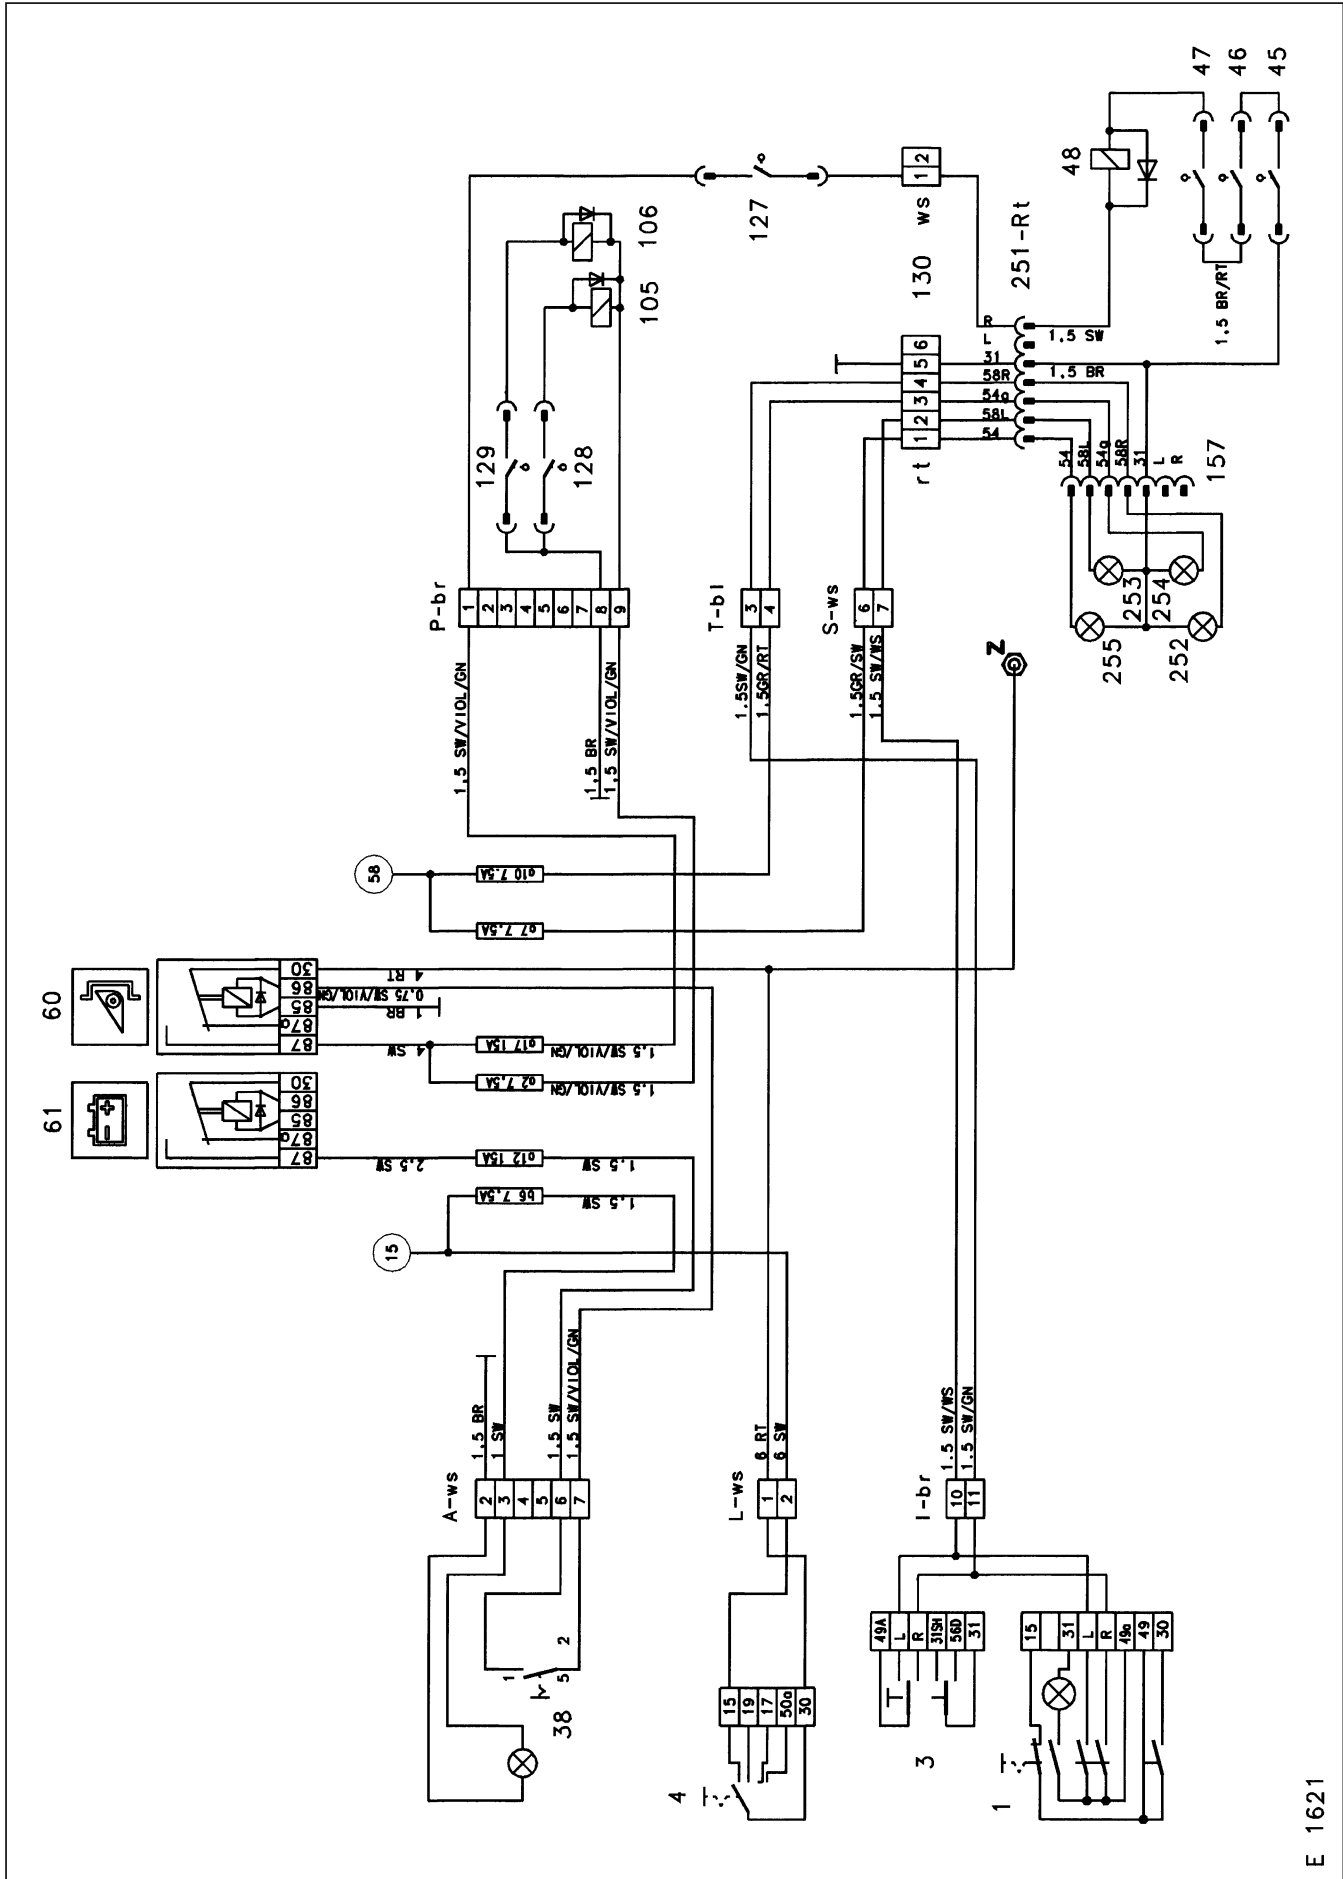 47
46
45
48
127
1 2
ws
130
251-Rt
106
105
129
128
1.5 BR/RT
R
L
31
58R
54g
58L
54
1.5 SW
1.5 BR
1 2 3 4 5 6
rt
54
58L
54g
58R
31
L
R
157
253
254
255
252
P-br
1 2 3 4 5 6 7 8 9
T-bl
3 4
S-ws
6 7
1.5 SW/VIOL/GN
1.5 BR
1.5 SW/VIOL/GN
1.5SW/GN
1.5GR/RT
1.5GR/SW
1.5 SW/WS
Z
58
a10 7.5A
a7 7.5A
60
30
86
85
87a
87
4 RT
0.75 SW/VIOL/GN
1 BR
4 SW
a17 15A
1.5 SW/VIOL/GN
a2 7.5A
1.5 SW/VIOL/GN
61
30
86
85
87a
87
2.5 SW
a12 15A
1.5 SW
b6 7.5A
1.5 SW
15
1.5 BR
1 SW
1.5 SW
1.5 SW/VIOL/GN
A-ws
2 3 4 5 6 7
6 RT
6 SW
L-ws
1 2
1.5 SW/WS
1.5 SW/GN
I-br
10 11
1
2
5
38
15
19
17
50a
30
4
49A
L
R
31SH
56D
31
3
15
31
L
R
49a
49
30
1
E 1621